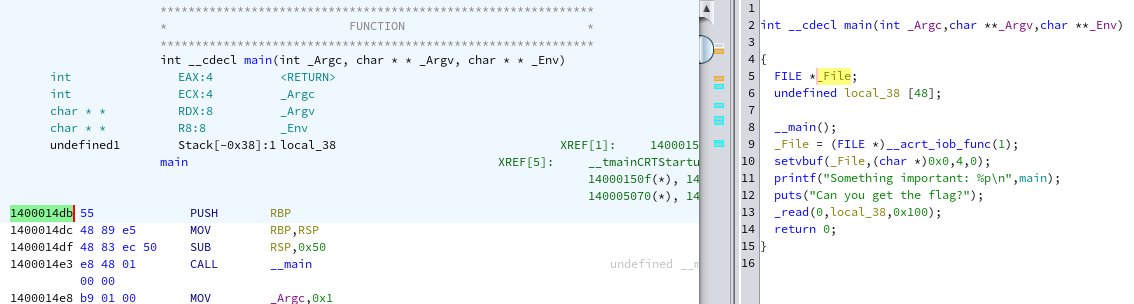 *************************************************************
* FUNCTION *
*************************************************************
int __cdecl main(int _Argc, char * * _Argv, char * * _Env)
int EAX:4 <RETURN>
int ECX:4 _Argc
char * * RDX:8 _Argv
char * * R8:8 _Env
undefined1 Stack[-0x38]:1 local_38 XREF[1]: 1400015
main XREF[5]: __tmainCRTStartu
14000150f(*), 14
140005070(*), 14
1400014db 55 PUSH RBP
1400014dc 48 89 e5 MOV RBP,RSP
1400014df 48 83 ec 50 SUB RSP,0x50
1400014e3 e8 48 01 CALL __main undefined __m
00 00
1400014e8 b9 01 00 MOV _Argc,0x1
1
2 int __cdecl main(int _Argc,char **_Argv,char **_Env)
3
4 {
5 FILE *_File;
6 undefined local_38 [48];
7
8 __main();
9 _File = (FILE *)__acrt_iob_func(1);
10 setvbuf(_File,(char *)0x0,4,0);
11 printf("Something important: %p\n",main);
12 puts("Can you get the flag?");
13 _read(0,local_38,0x100);
14 return 0;
15 }
16